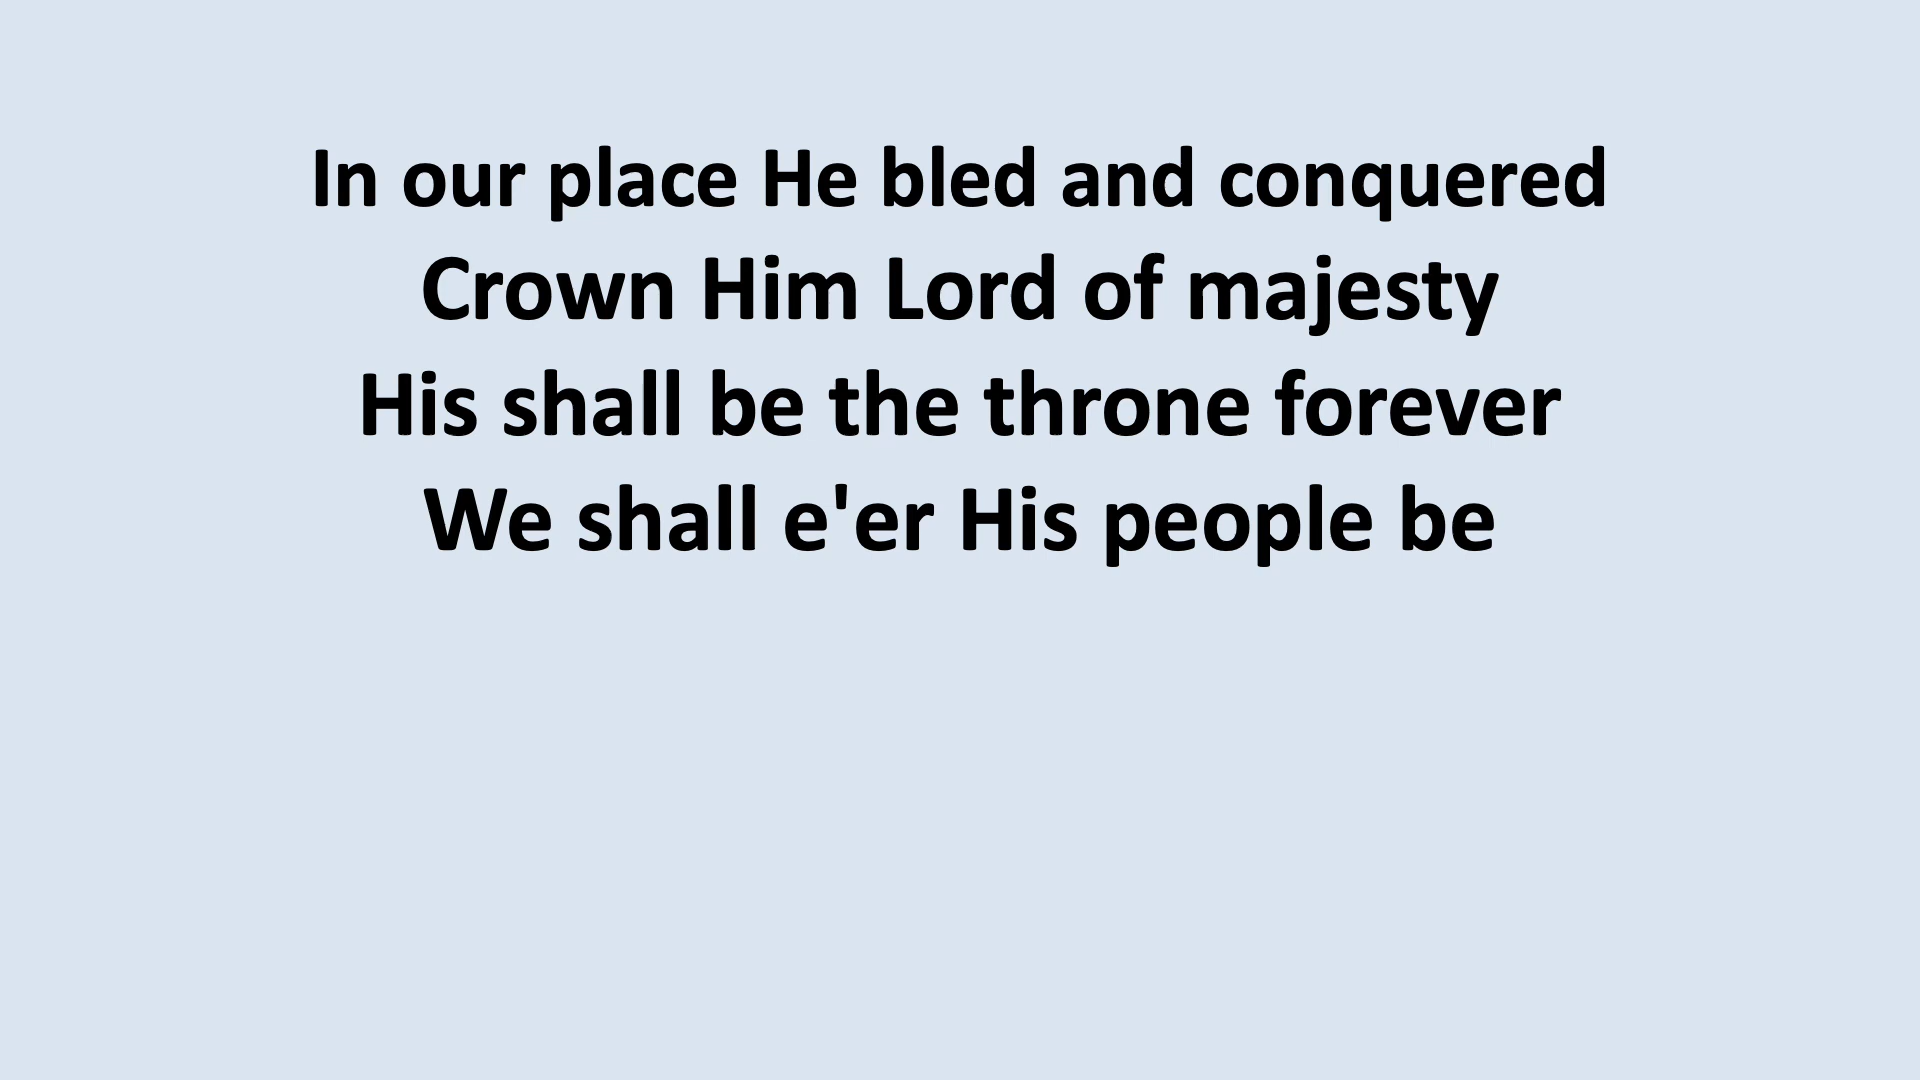 In our place He bled and conquered
Crown Him Lord of majesty
His shall be the throne forever
We shall e'er His people be